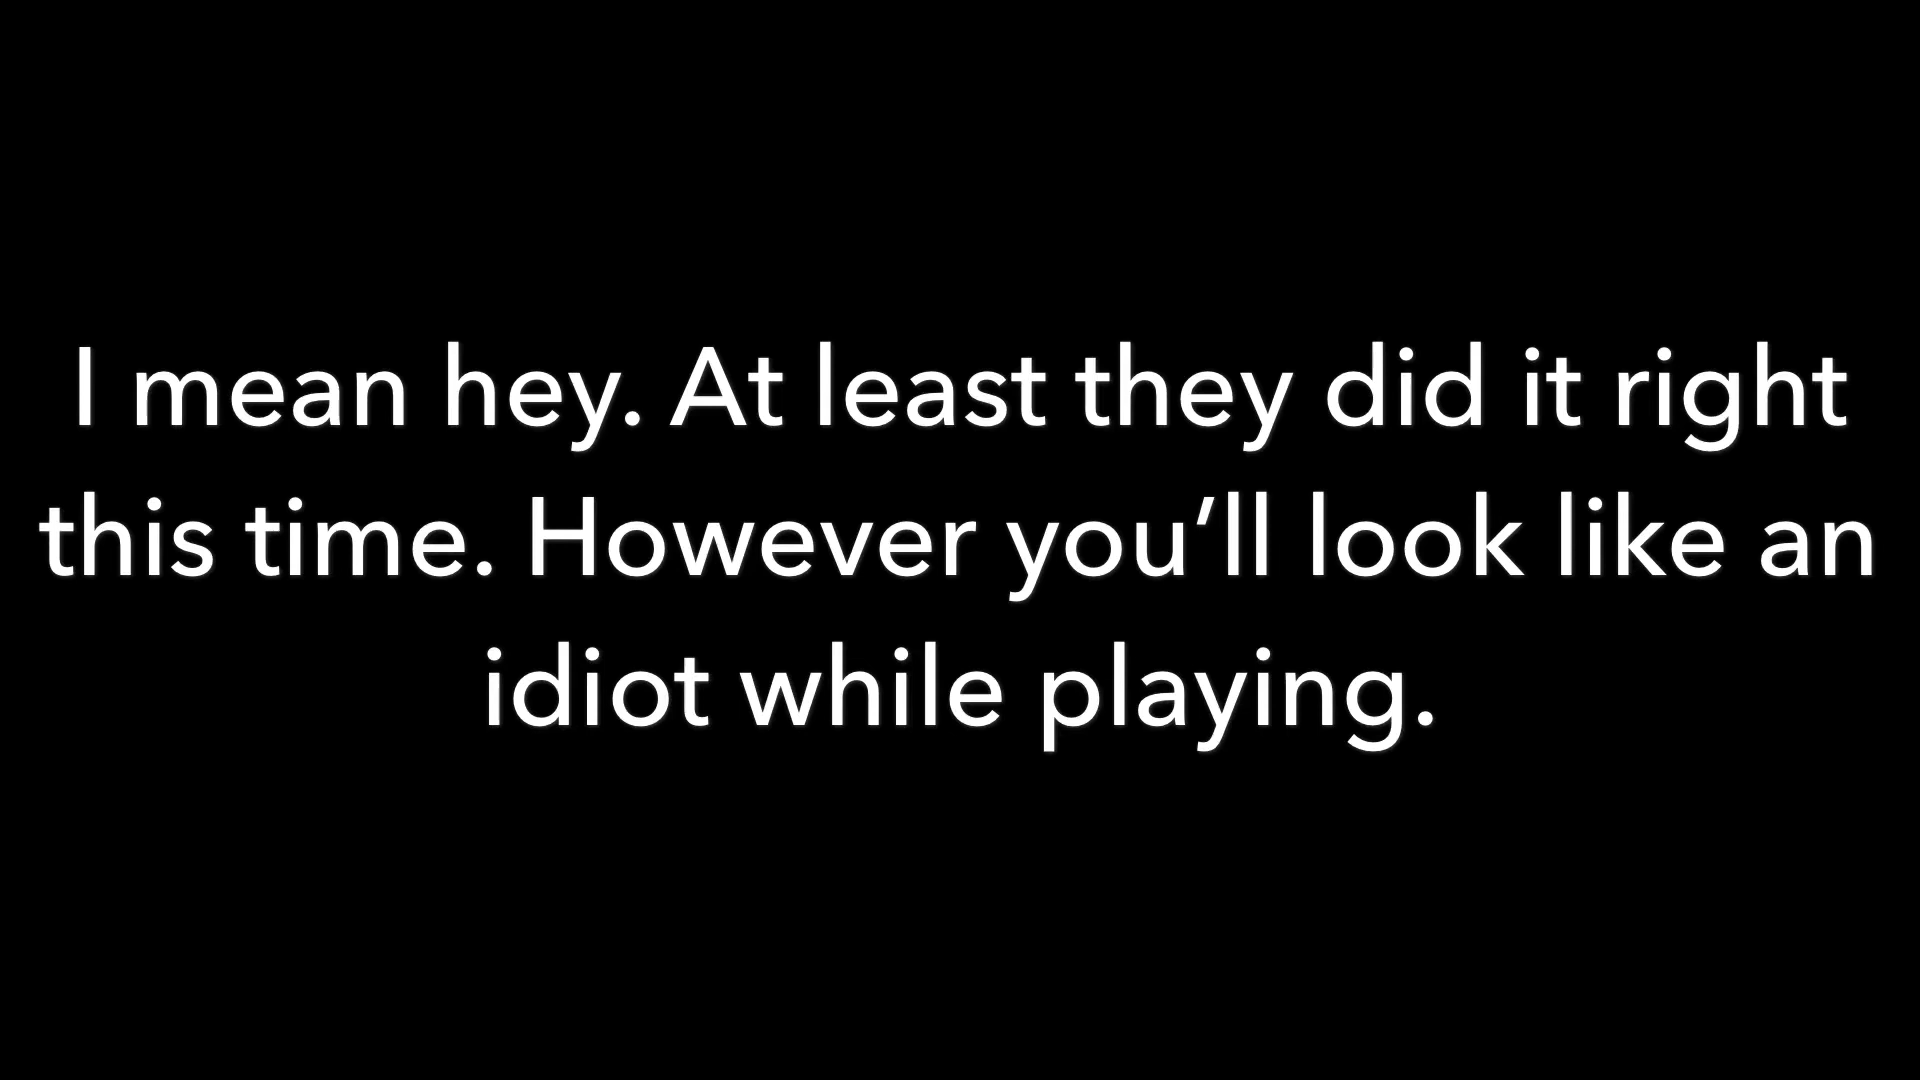 I mean hey. At least they did it right
this time. However you’ll look like an
idiot while playing.